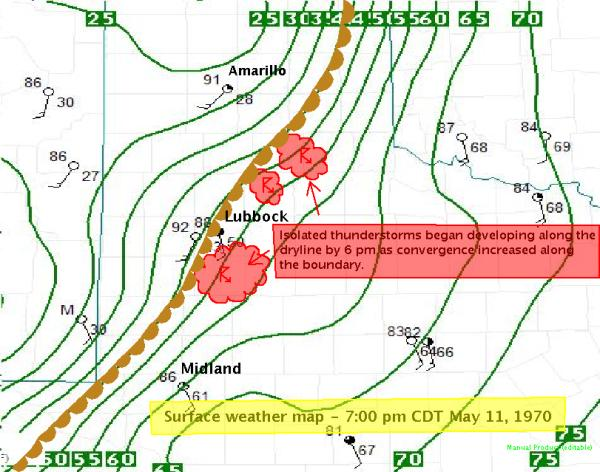 25 25 30 50 55 60 65 70
Amarillo
86 91
30 28
87 84
86 68 69
27
84
68
92 88 Lubbock
Isolated thunderstorms began developing along the
dryline by 6 pm as convergence increased along
the boundary.
M 30
83 82
64 66
Midland
86
61
Surface weather map - 7:00 pm CDT May 11, 1970
81
67
75
Manual Product (editable)
50 55 60 65 70 75